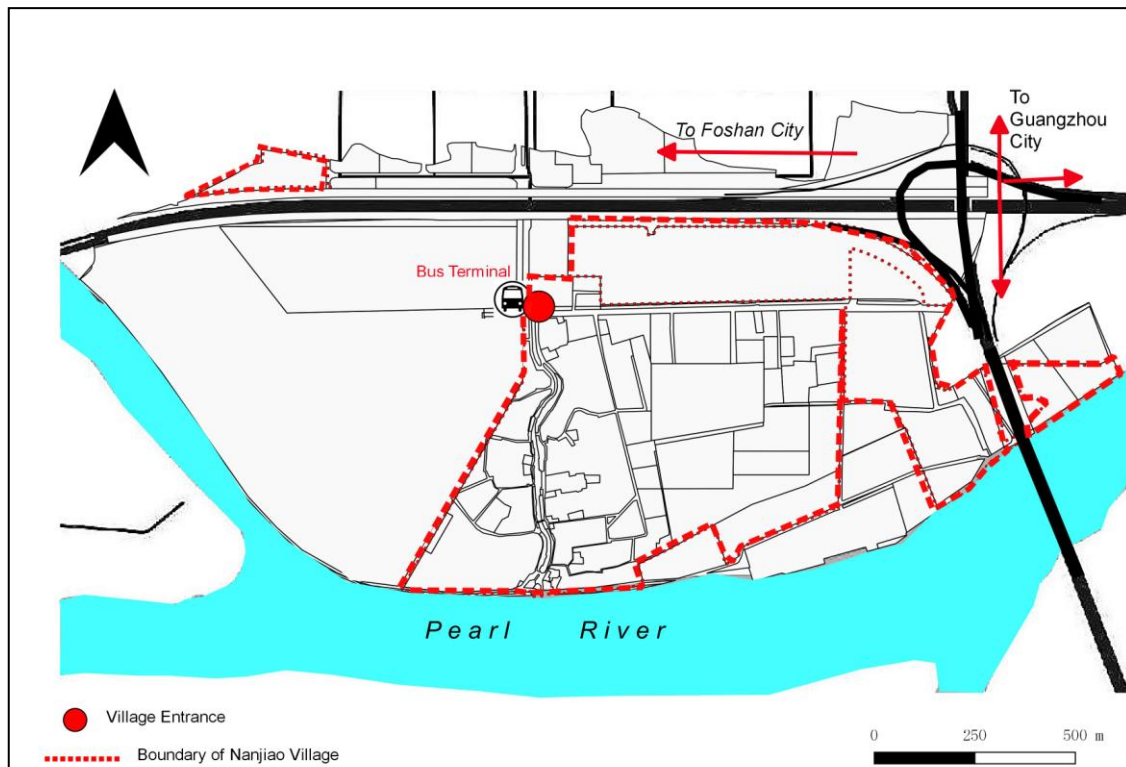 To
Guangzhou
City
To Foshan City
Bus Terminal
Pearl River
Village Entrance
Boundary of Nanjiao Village
0 250 500 m